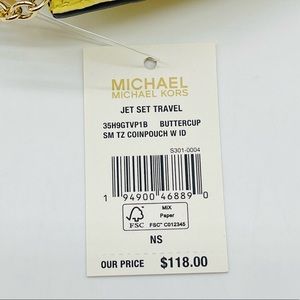 MICHAEL
MICHAEL KORS
JET SET TRAVEL
35H9GTVP1B BUTTERCUP
SM TZ COINPOUCH W ID
S301-0004
1 94900 46889 0
FSC
MIX
Paper
FSC® C012345
NS
OUR PRICE $118.00